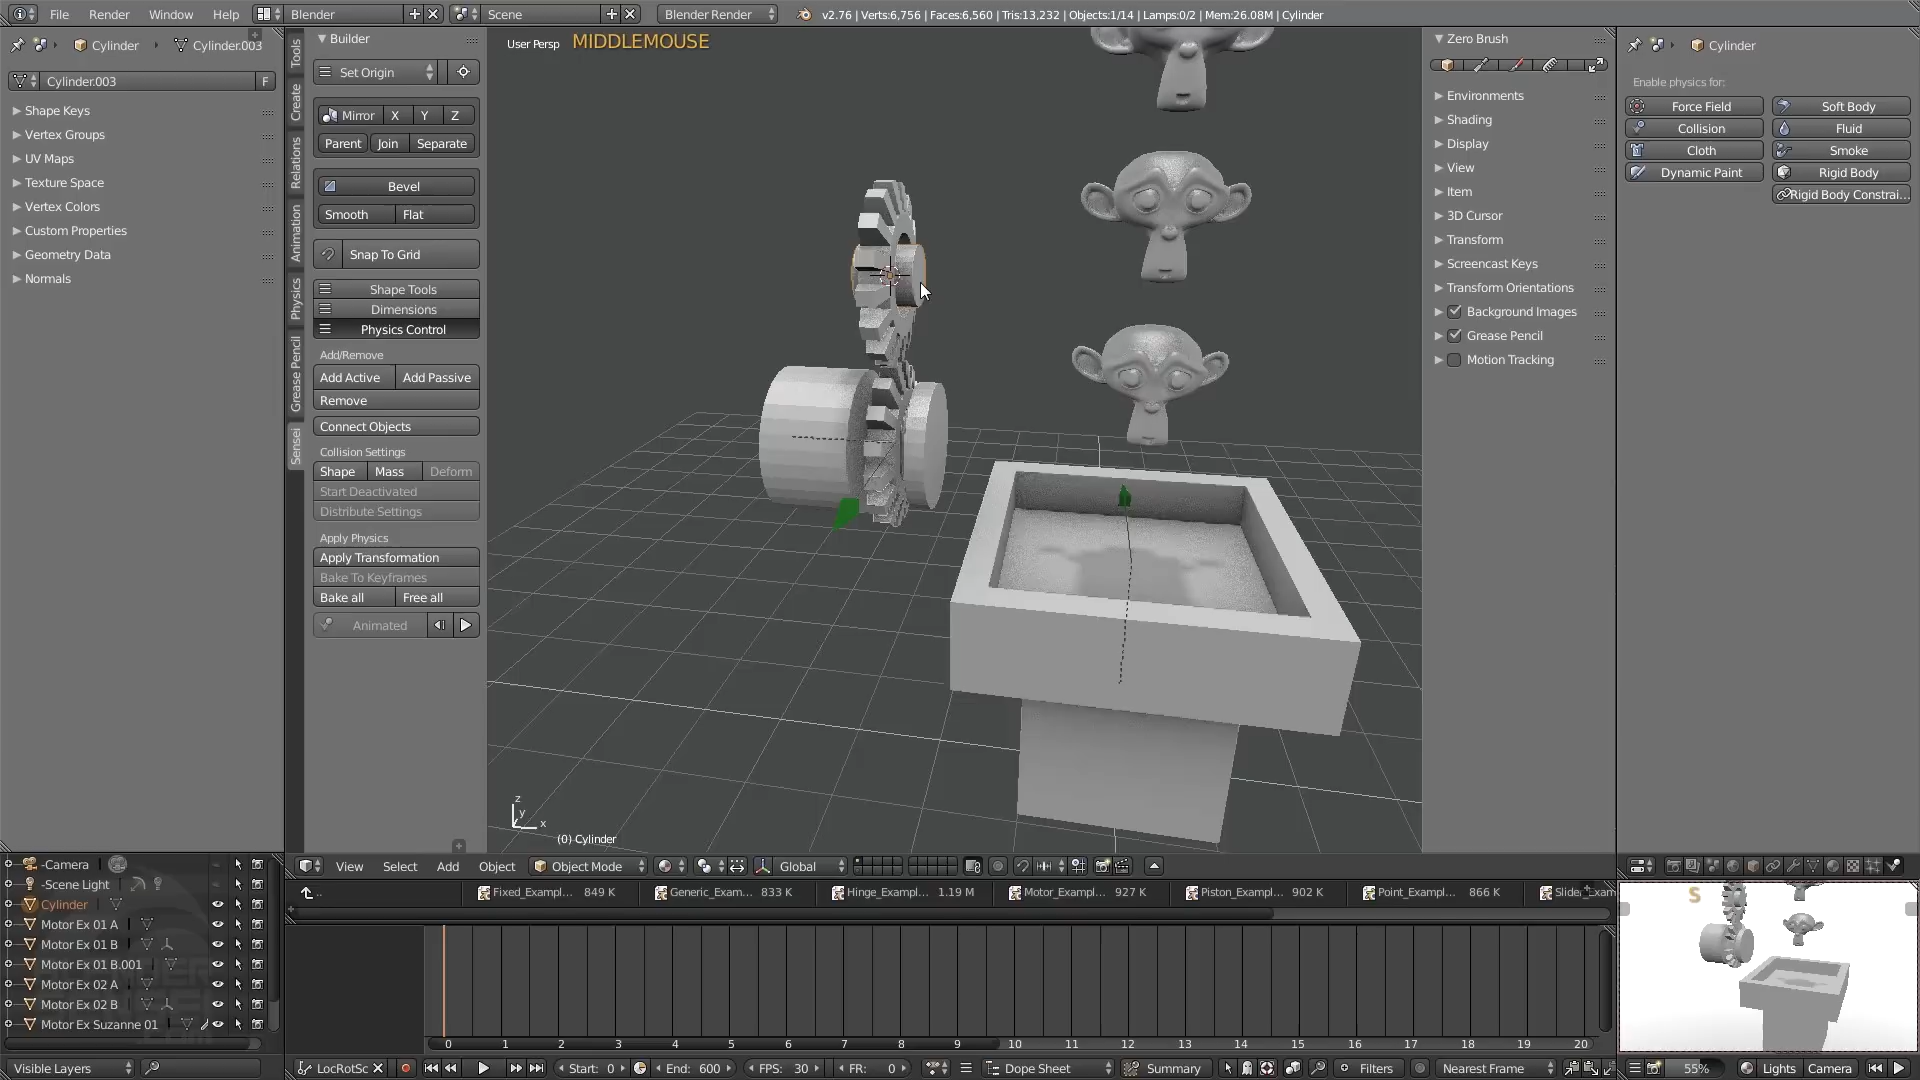 File Render Window Help Blender Scene Blender Render v2.76 | Verts:6,756 | Faces:6,560 | Tris:13,232 | Objects:1/14 | Lamps:0/2 | Mem:26.08M | Cylinder
Cylinder Cylinder.003
Cylinder.003 F
Shape Keys
Vertex Groups
UV Maps
Texture Space
Vertex Colors
Custom Properties
Geometry Data
Normals
Tools
Create
Relations
Animation
Physics
Grease Pencil
Sensei
Builder
Set Origin
Mirror X Y Z
Parent Join Separate
Bevel
Smooth Flat
Snap To Grid
Shape Tools
Dimensions
Physics Control
Add/Remove
Add Active Add Passive
Remove
Connect Objects
Collision Settings
Shape Mass Deform
Start Deactivated
Distribute Settings
Apply Physics
Apply Transformation
Bake To Keyframes
Bake all Free all
Animated
User Persp MIDDLEMOUSE
z
y
x
(0) Cylinder
Zero Brush
Environments
Shading
Display
View
Item
3D Cursor
Transform
Screencast Keys
Transform Orientations
Background Images
Grease Pencil
Motion Tracking
Cylinder
Enable physics for:
Force Field Soft Body
Collision Fluid
Cloth Smoke
Dynamic Paint Rigid Body
Rigid Body Constrai...
View Select Add Object Object Mode Global
-Camera
-Scene Light
Cylinder
Motor Ex 01 A
Motor Ex 01 B
Motor Ex 01 B.001
Motor Ex 02 A
Motor Ex 02 B
Motor Ex Suzanne 01
Visible Layers
.. Fixed_Exampl... 849 K Generic_Exam... 833 K Hinge_Exampl... 1.19 M Motor_Exampl... 927 K Piston_Exampl... 902 K Point_Exampl... 866 K
0 1 2 3 4 5 6 7 8 9 10 11 12 13 14 15 16 17 18 19 20
LocRotSc Start: 0 End: 600 FPS: 30 FR: 0 Dope Sheet Summary Filters Nearest Frame
S
55% Lights Camera